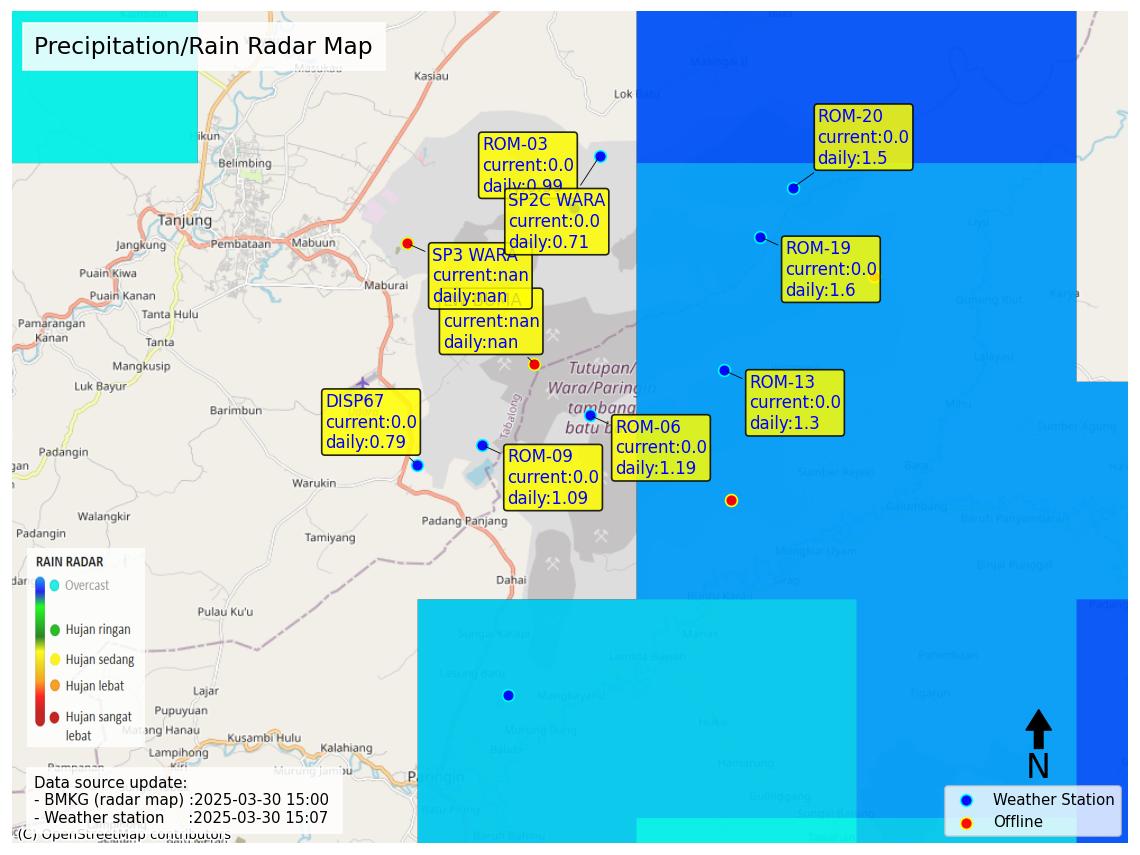 Precipitation/Rain Radar Map
Kasiau
Lok
Belimbing
Tanjung
Jangkung
Pembataan
Mabuun
Puain Kiwa
Maburai
Puain Kanan
Tanta Hulu
Pamarangan
Kanan
Tanta
Mangkusip
Luk Bayur
Barimbun
Padangin
Warukin
Walangkir
Padangin
Tamiyang
Padang Panjang
Dahai
Pulau Ku'u
Lajar
Pupuyuan
Matang Hanau
Kusambi Hulu
Kalahiang
Lampihong
Murung Jambu
Paringin
Tabalong
Tutupan/
Wara/Paringin
tambang
batu b
Karya
ROM-03
current:0.0
daily:0.99
SP2C WARA
current:0.0
daily:0.71
SP3 WARA
current:nan
daily:nan
current:nan
daily:nan
ROM-20
current:0.0
daily:1.5
ROM-19
current:0.0
daily:1.6
ROM-13
current:0.0
daily:1.3
DISP67
current:0.0
daily:0.79
ROM-06
current:0.0
daily:1.19
ROM-09
current:0.0
daily:1.09
RAIN RADAR
Overcast
Hujan ringan
Hujan sedang
Hujan lebat
Hujan sangat
lebat
Data source update:
- BMKG (radar map) :2025-03-30 15:00
- Weather station :2025-03-30 15:07
(C) OpenStreetMap contributors
N
Weather Station
Offline